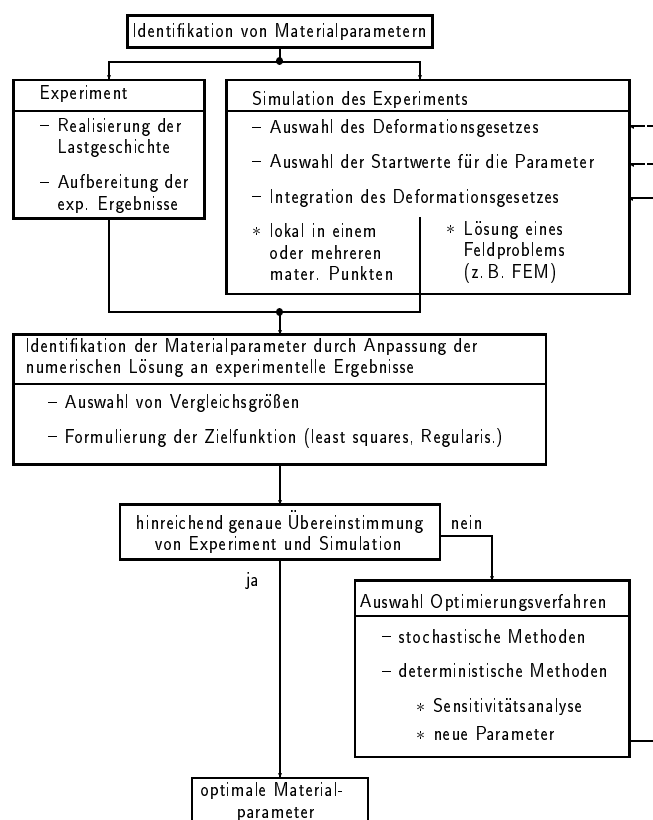 Identifikation von Materialparametern
Experiment
– Realisierung der
Lastgeschichte
– Aufbereitung der
exp. Ergebnisse
Simulation des Experiments
– Auswahl des Deformationsgesetzes
– Auswahl der Startwerte für die Parameter
– Integration des Deformationsgesetzes
* lokal in einem
oder mehreren
mater. Punkten
* Lösung eines
Feldproblems
(z. B. FEM)
Identifikation der Materialparameter durch Anpassung der
numerischen Lösung an experimentelle Ergebnisse
– Auswahl von Vergleichsgrößen
– Formulierung der Zielfunktion (least squares, Regularis.)
hinreichend genaue Übereinstimmung
von Experiment und Simulation
nein
ja
Auswahl Optimierungsverfahren
– stochastische Methoden
– deterministische Methoden
* Sensitivitätsanalyse
* neue Parameter
optimale Material-
parameter